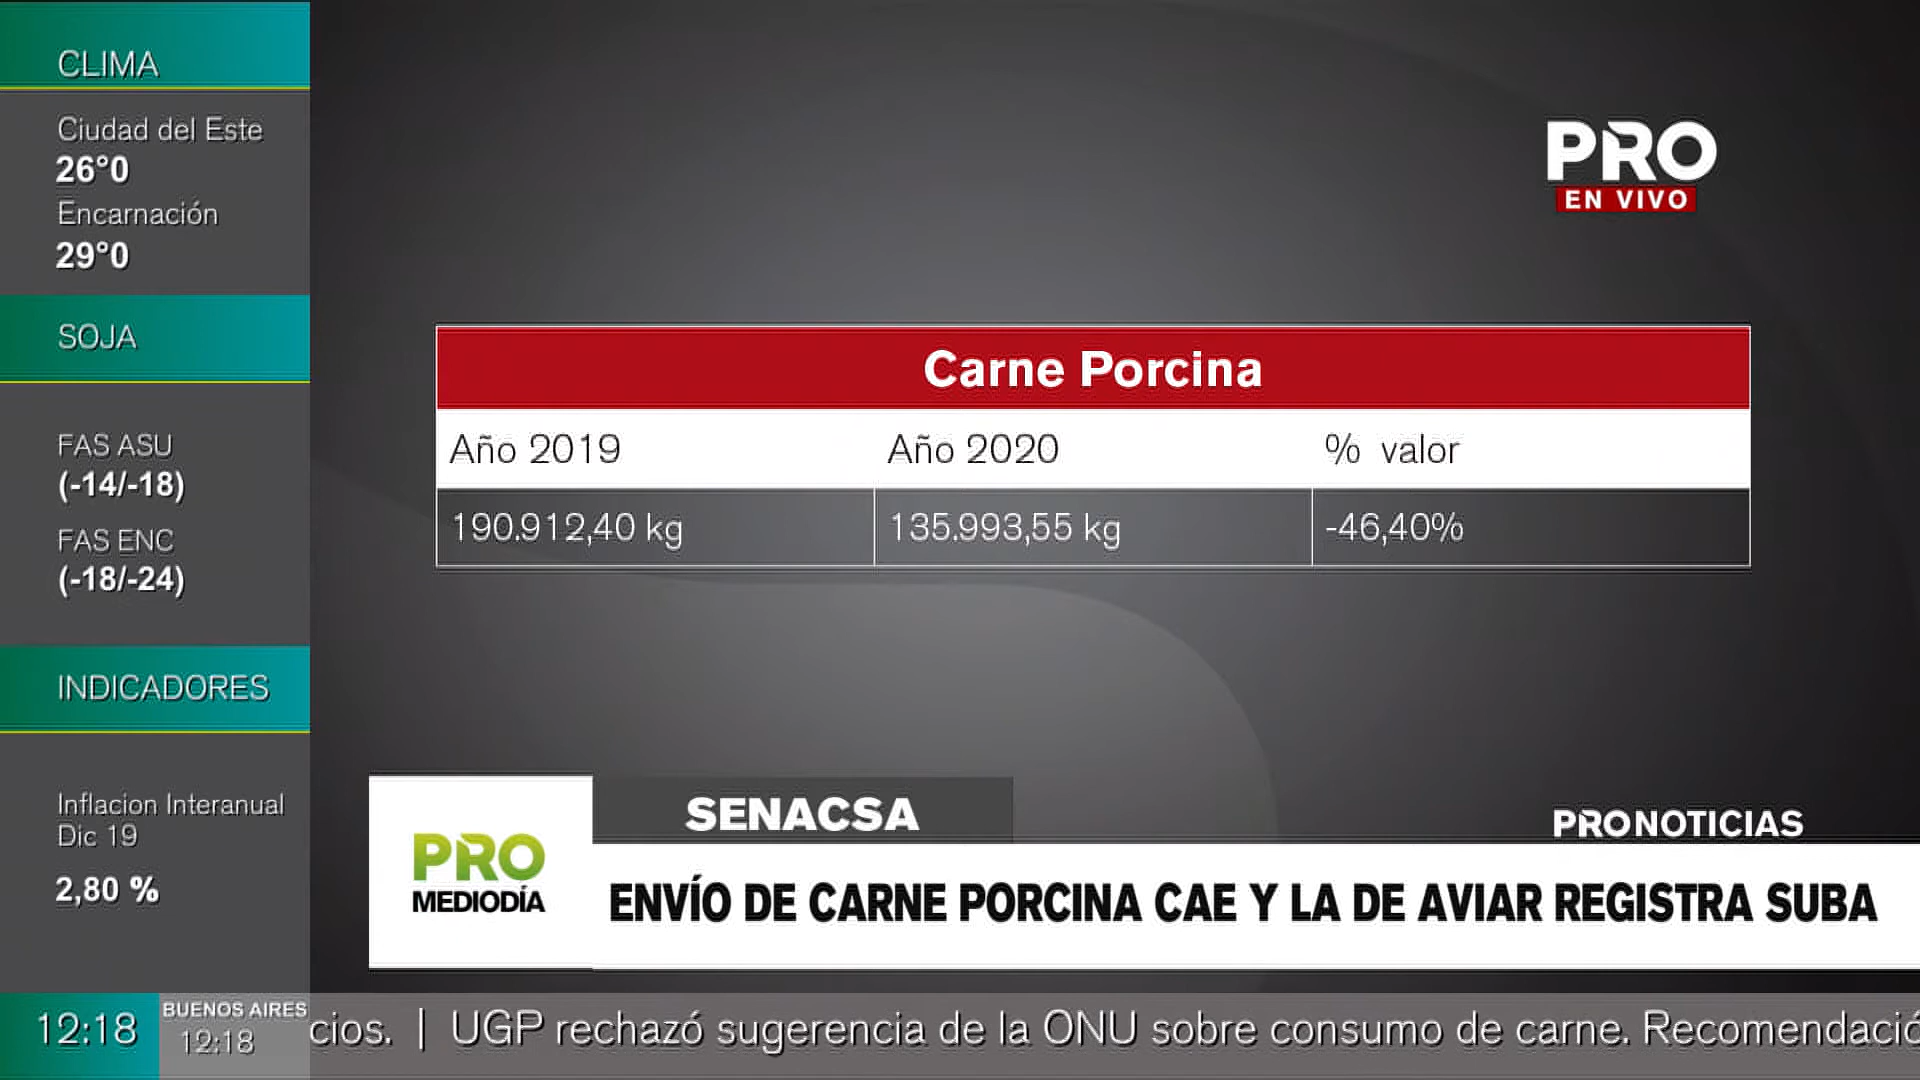 CLIMA
Ciudad del Este
26°0
Encarnación
29°0
SOJA
FAS ASU
(-14/-18)
FAS ENC
(-18/-24)
INDICADORES
Inflacion Interanual
Dic 19
2,80 %
PRO
EN VIVO
Carne Porcina
Año 2019 Año 2020 % valor
190.912,40 kg 135.993,55 kg -46,40%
SENACSA
PRONOTICIAS
PRO
MEDIODÍA
ENVÍO DE CARNE PORCINA CAE Y LA DE AVIAR REGISTRA SUBA
12:18
BUENOS AIRES
12:18
cios. | UGP rechazó sugerencia de la ONU sobre consumo de carne. Recomendació